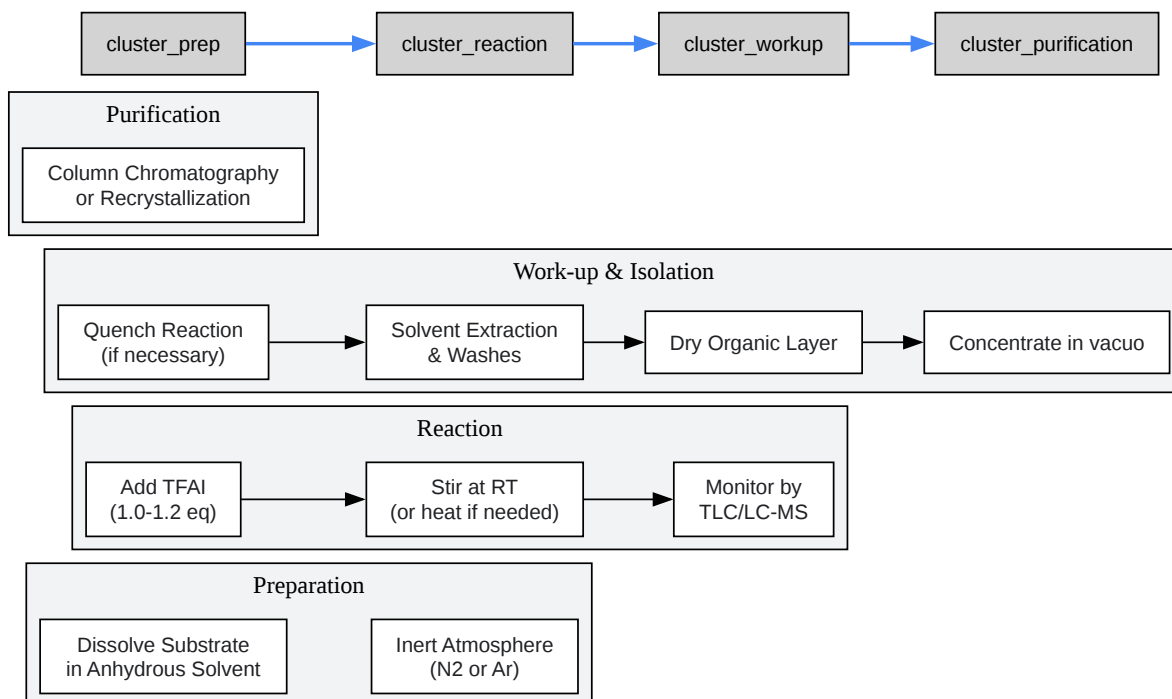 cluster_prep
cluster_reaction
cluster_workup
cluster_purification
Purification
Column Chromatography
or Recrystallization
Work-up & Isolation
Quench Reaction
(if necessary)
Solvent Extraction
& Washes
Dry Organic Layer
Concentrate in vacuo
Reaction
Add TFAI
(1.0-1.2 eq)
Stir at RT
(or heat if needed)
Monitor by
TLC/LC-MS
Preparation
Dissolve Substrate
in Anhydrous Solvent
Inert Atmosphere
(N2 or Ar)